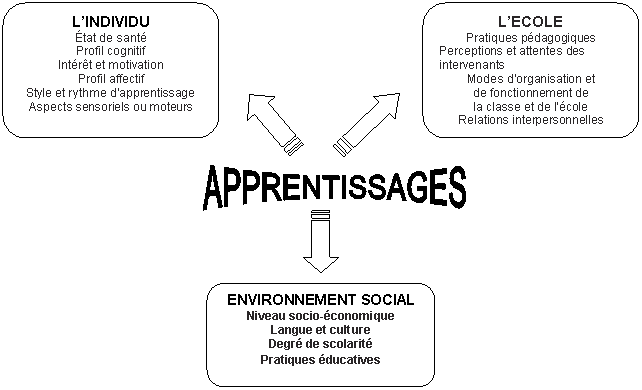 L'INDIVIDU
État de santé
Profil cognitif
Intérêt et motivation
Profil affectif
Style et rythme d'apprentissage
Aspects sensoriels ou moteurs
L'ECOLE
Pratiques pédagogiques
Perceptions et attentes des
intervenants
Modes d'organisation et
de fonctionnement de
la classe et de l'école
Relations interpersonnelles
APPRENTISSAGES
ENVIRONNEMENT SOCIAL
Niveau socio-économique
Langue et culture
Degré de scolarité
Pratiques éducatives